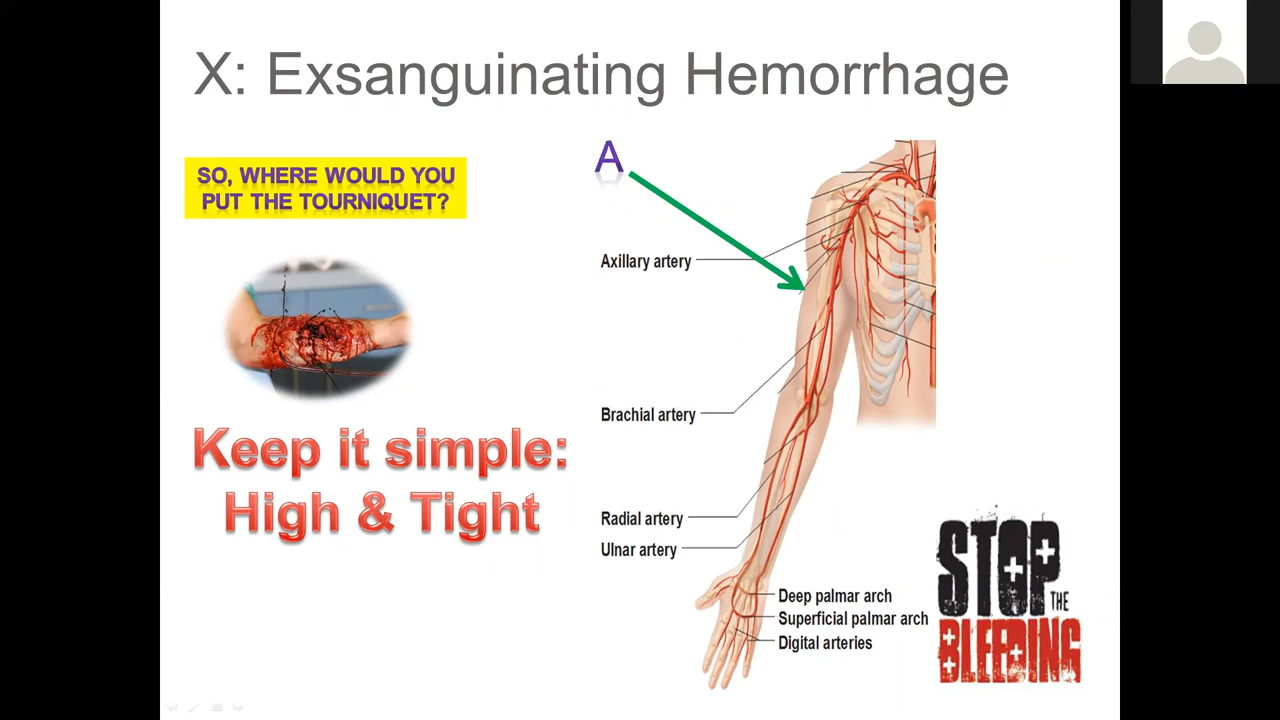 X: Exsanguinating Hemorrhage
SO, WHERE WOULD YOU
PUT THE TOURNIQUET?
A
Axillary artery
Brachial artery
Keep it simple:
High & Tight
Radial artery
Ulnar artery
Deep palmar arch
Superficial palmar arch
Digital arteries
STOP
THE
BLEEDING